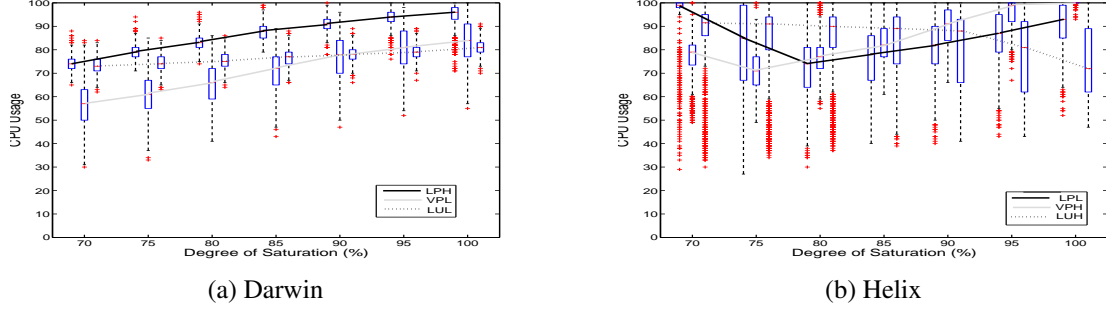 100
90
80
70
60
50
40
30
20
10
0
CPU Usage
LPH
VPL
LUL
70 75 80 85 90 95 100
Degree of Saturation (%)
(a) Darwin
100
90
80
70
60
50
40
30
20
10
0
CPU Usage
LPL
VPH
LUH
70 75 80 85 90 95 100
Degree of Saturation (%)
(b) Helix